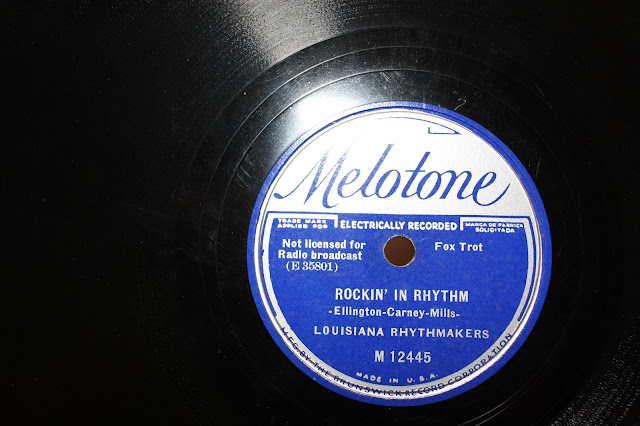 Melotone
TRADE MARK
APPLIED FOR
ELECTRICALLY RECORDED
MARCA DE FABRICA
SOLICITADA
Not licensed for
Radio broadcast
(E 35801)
Fox Trot
ROCKIN' IN RHYTHM
-Ellington-Carney-Mills-
LOUISIANA RHYTHMAKERS
M 12445
MADE IN U.S.A.
MFG BY THE BRUNSWICK RECORD CORPORATION